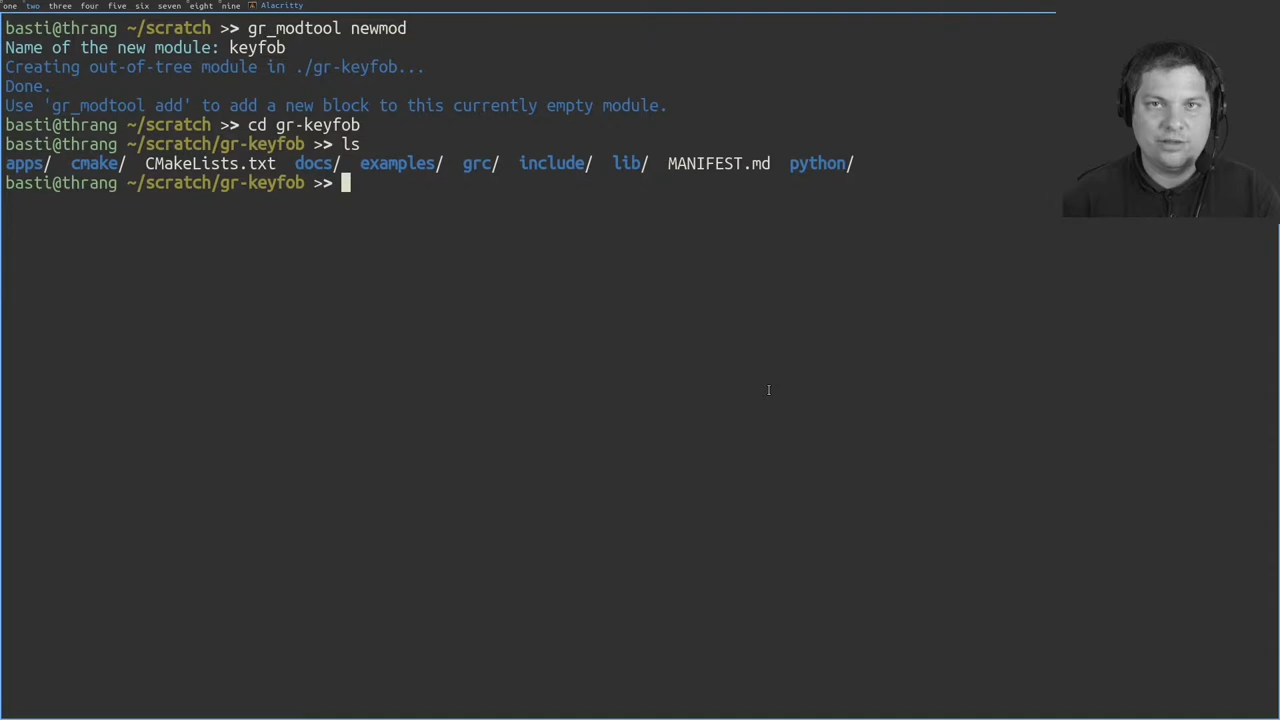 one two three four five six seven eight nine Alacritty
basti@thrang ~/scratch >> gr_modtool newmod
Name of the new module: keyfob
Creating out-of-tree module in ./gr-keyfob...
Done.
Use 'gr_modtool add' to add a new block to this currently empty module.
basti@thrang ~/scratch >> cd gr-keyfob
basti@thrang ~/scratch/gr-keyfob >> ls
apps/ cmake/ CMakeLists.txt docs/ examples/ grc/ include/ lib/ MANIFEST.md python/
basti@thrang ~/scratch/gr-keyfob >>